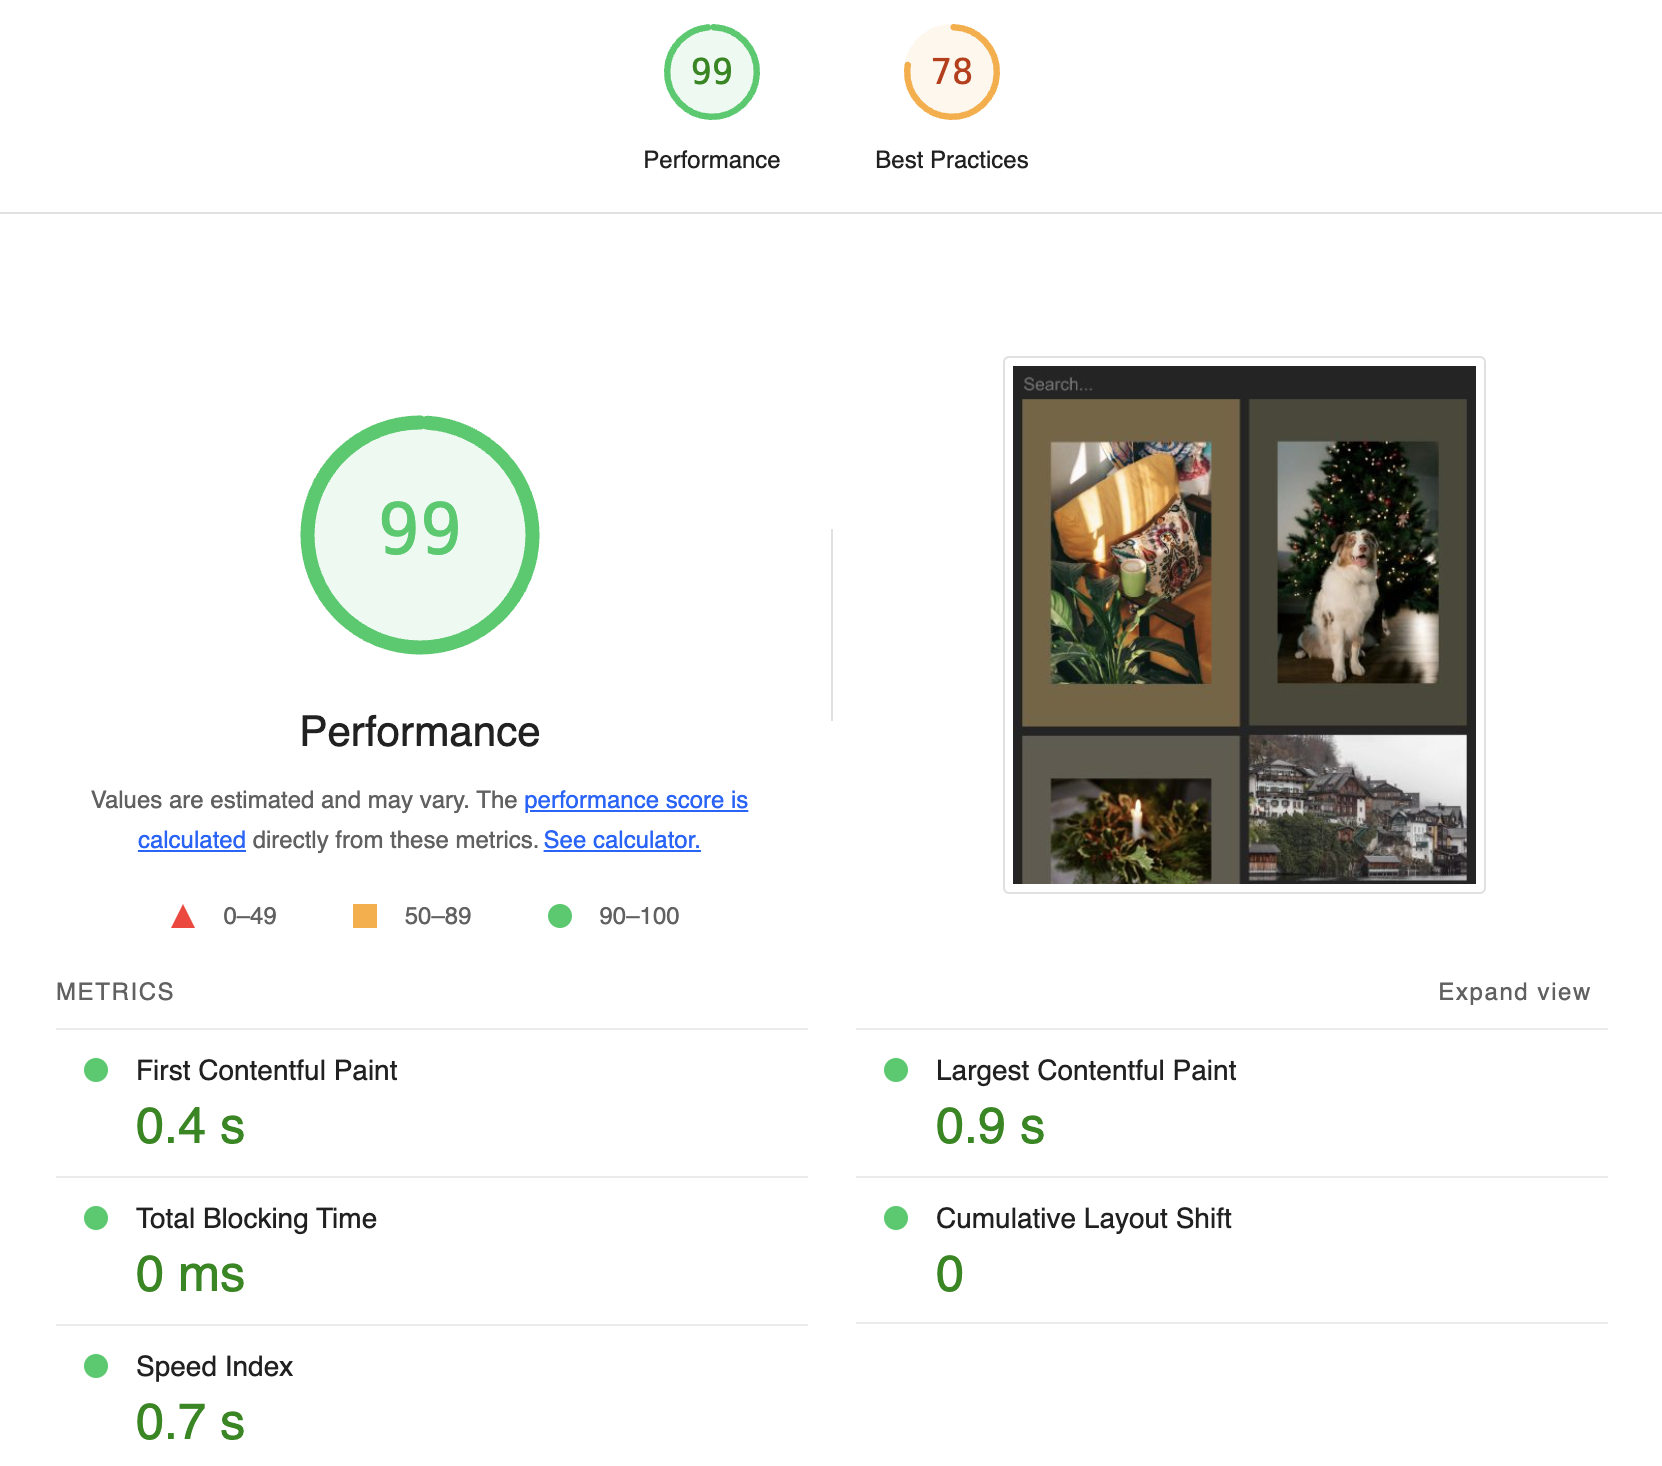 99
Performance
78
Best Practices
99
Performance
Values are estimated and may vary. The performance score is
calculated directly from these metrics. See calculator.
0–49
50–89
90–100
Search...
METRICS
Expand view
First Contentful Paint
0.4 s
Largest Contentful Paint
0.9 s
Total Blocking Time
0 ms
Cumulative Layout Shift
0
Speed Index
0.7 s